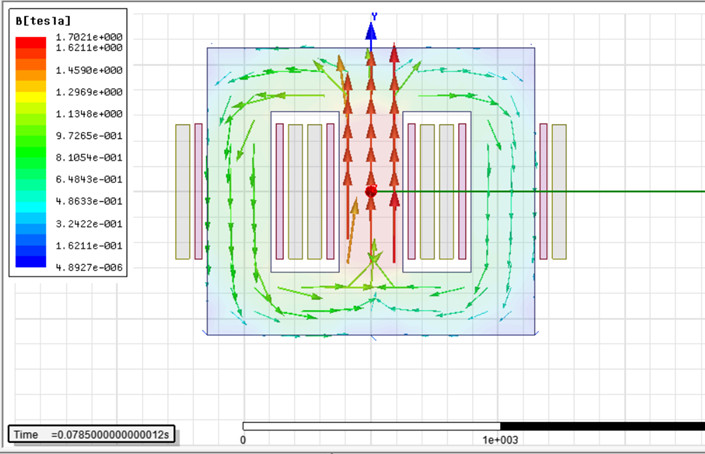 B[tesla]
1.7021e+000
1.6211e+000
1.4590e+000
1.2969e+000
1.1348e+000
9.7265e-001
8.1054e-001
6.4843e-001
4.8633e-001
3.2422e-001
1.6211e-001
4.8927e-006
Y
Time =0.0785000000000012s
0
1e+003